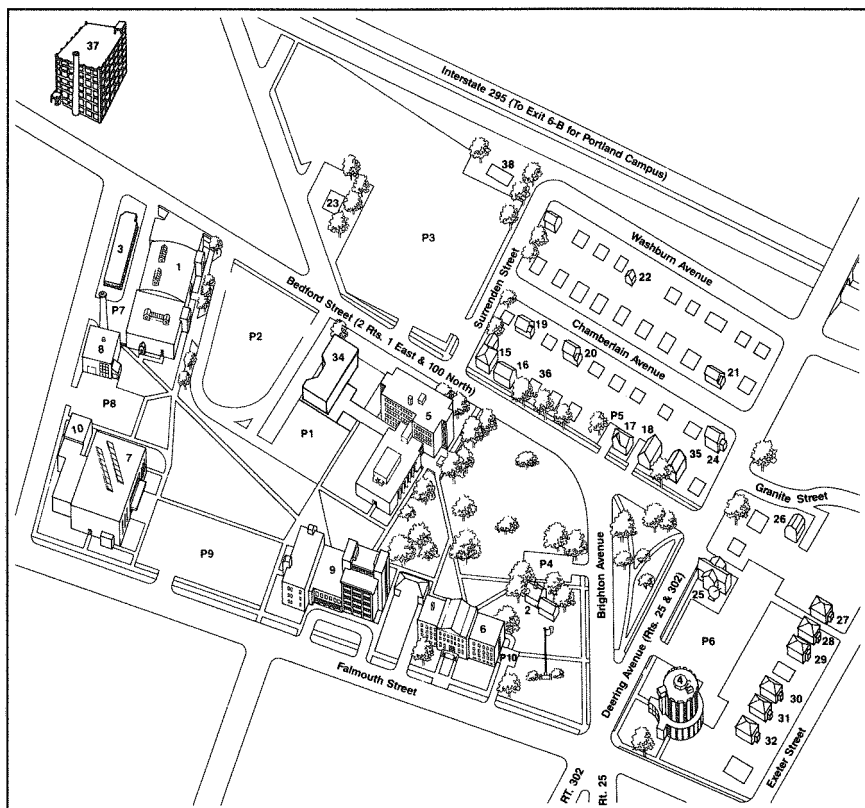 37
Interstate 295 (To Exit 6-B for Portland Campus)
38
23
P3
Washburn Avenue
3
1
Surrenden Street
22
Bedford Street (2 Rts. 1 East & 100 North)
Chamberlain Avenue
P7
P2
19
20
8
34
15
16
36
21
5
P5
17
18
24
P8
P1
35
10
7
Granite Street
26
P9
9
P4
Brighton Avenue
2
25
6
Deering Avenue (Rts. 25 & 302)
27
28
29
P10
P6
Falmouth Street
4
30
31
32
Exeter Street
RT. 302
Rt. 25